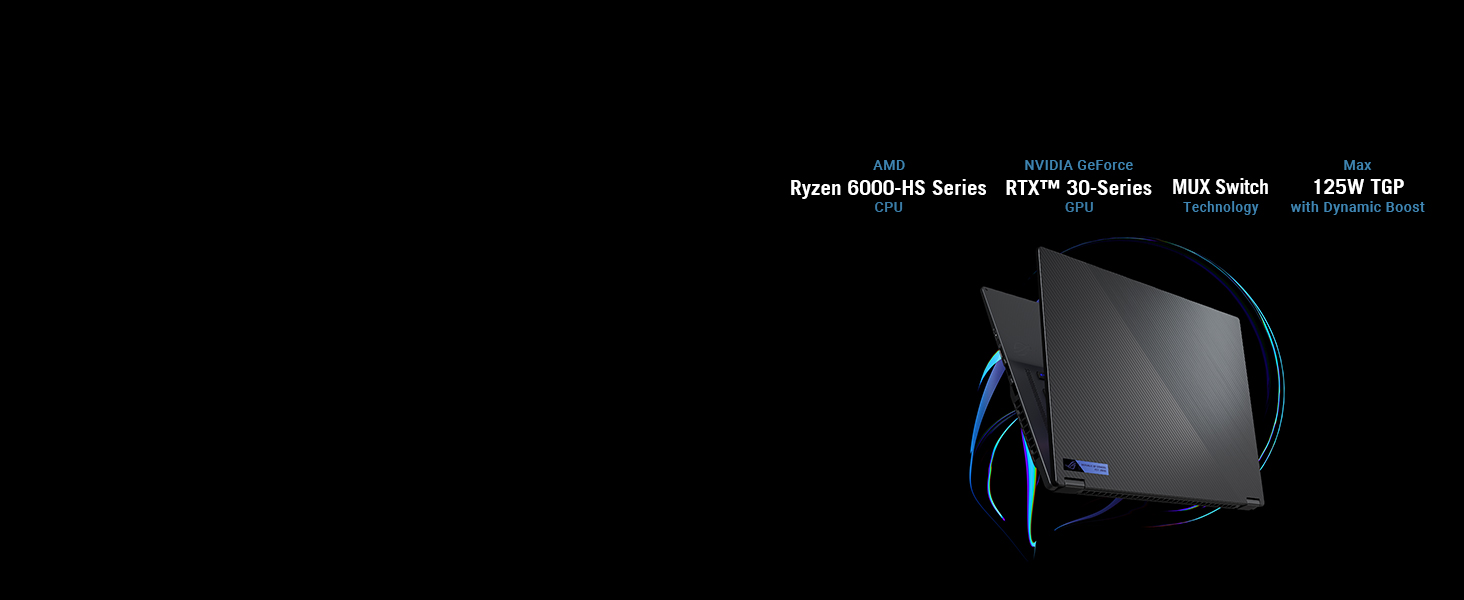 AMD
Ryzen 6000-HS Series
CPU
NVIDIA GeForce
RTX™ 30-Series
GPU
MUX Switch
Technology
Max
125W TGP
with Dynamic Boost